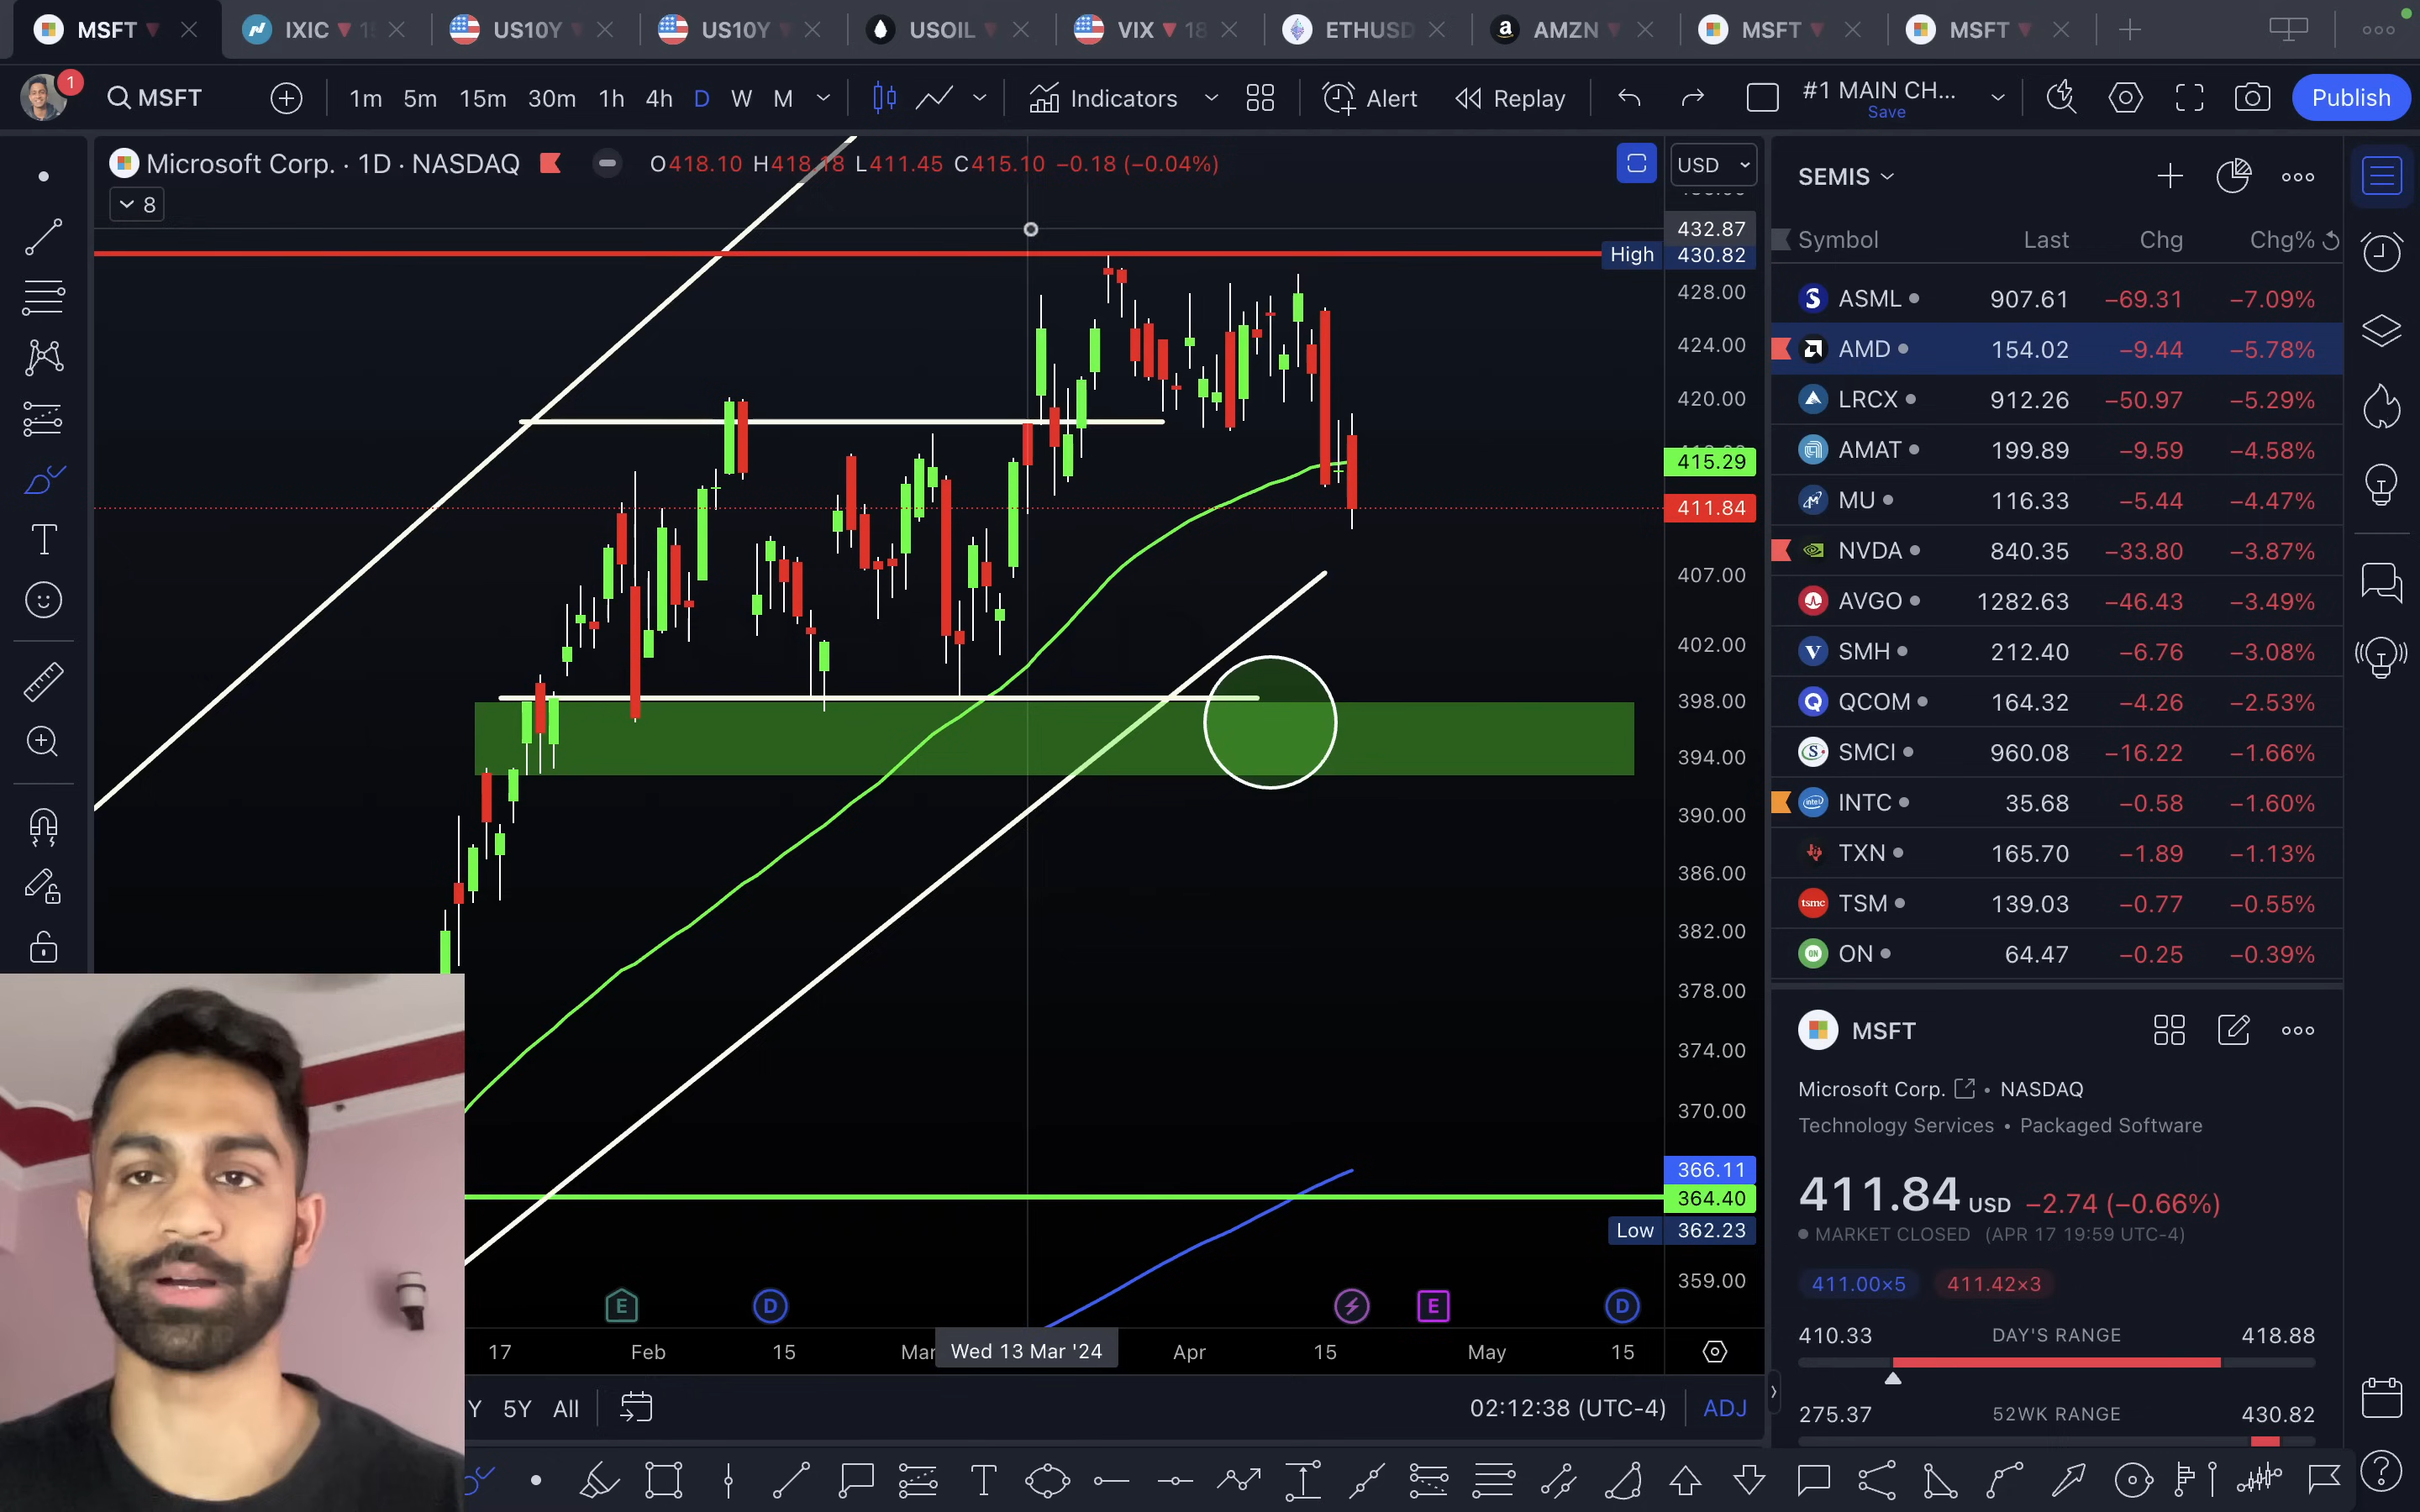 MSFT IXIC 1 US10Y US10Y USOIL VIX 18 ETHUSD AMZN MSFT MSFT
1 MSFT 1m 5m 15m 30m 1h 4h D W M Indicators Alert Replay #1 MAIN CH... Save Publish
Microsoft Corp. · 1D · NASDAQ O418.10 H418.18 L411.45 C415.10 −0.18 (−0.04%) USD
8
432.87
High 430.82
428.00
424.00
420.00
415.29
411.84
407.00
402.00
398.00
394.00
390.00
386.00
382.00
378.00
374.00
370.00
366.11
364.40
Low 362.23
359.00
E D E D
17 Feb 15 Mar Wed 13 Mar '24 Apr 15 May 15
Y 5Y All 02:12:38 (UTC-4) ADJ
T T
SEMIS
Symbol Last Chg Chg%
ASML 907.61 −69.31 −7.09%
AMD 154.02 −9.44 −5.78%
LRCX 912.26 −50.97 −5.29%
AMAT 199.89 −9.59 −4.58%
MU 116.33 −5.44 −4.47%
NVDA 840.35 −33.80 −3.87%
AVGO 1282.63 −46.43 −3.49%
SMH 212.40 −6.76 −3.08%
QCOM 164.32 −4.26 −2.53%
SMCI 960.08 −16.22 −1.66%
intel INTC 35.68 −0.58 −1.60%
TXN 165.70 −1.89 −1.13%
tsmc TSM 139.03 −0.77 −0.55%
ON ON 64.47 −0.25 −0.39%
MSFT
Microsoft Corp. • NASDAQ
Technology Services • Packaged Software
411.84 USD −2.74 (−0.66%)
MARKET CLOSED (APR 17 19:59 UTC-4)
411.00×5 411.42×3
410.33 DAY'S RANGE 418.88
275.37 52WK RANGE 430.82